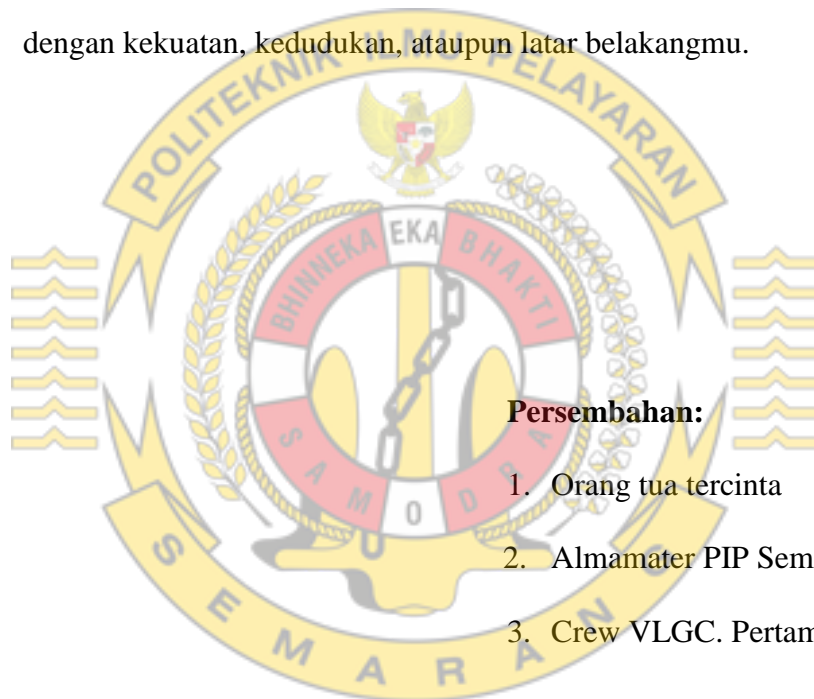 dengan kekuatan, kedudukan, ataupun latar belakangmu.
POLITEKNIK ILMU PELAYARAN
BHINNEKA EKA BHAKTI
Persembahan:
1. Orang tua tercinta
SAMODRA
2. Almamater PIP Sem
3. Crew VLGC. Pertam
SEMARANG